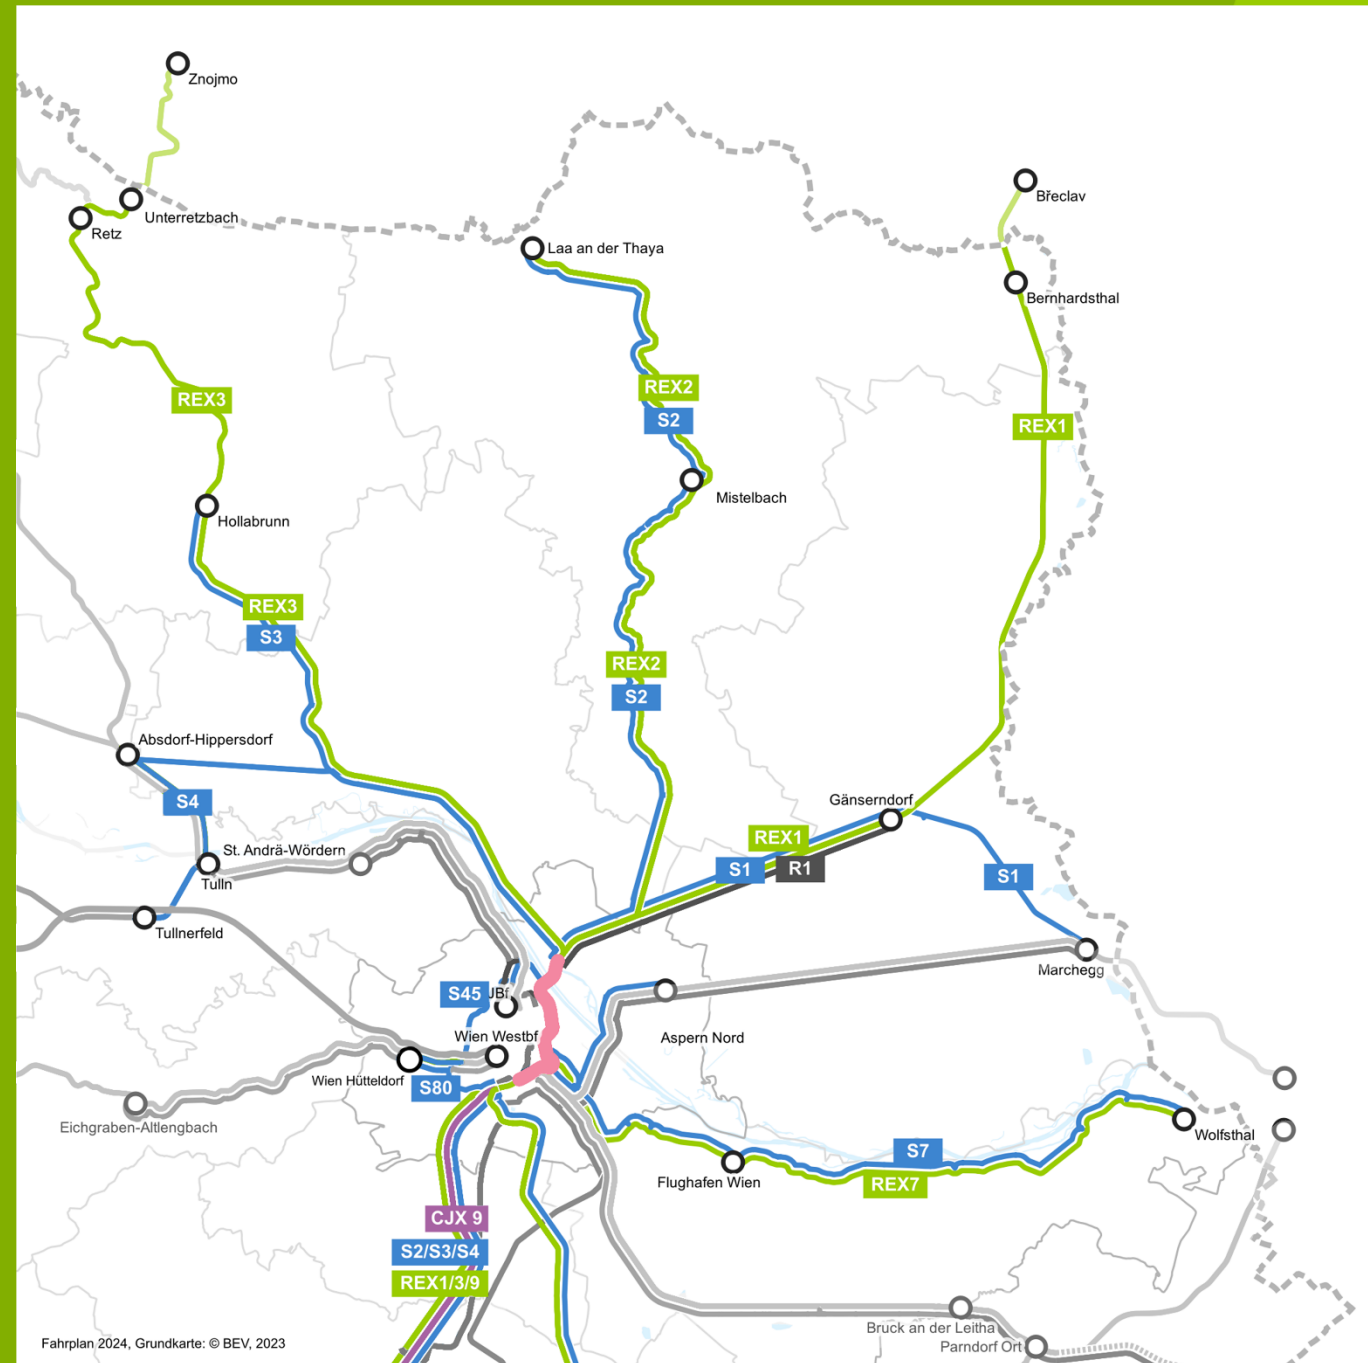 Znojmo
Břeclav
Unterretzbach
Retz
Laa an der Thaya
Bernhardsthal
REX3
REX2
S2
REX1
Mistelbach
Hollabrunn
REX3
S3
REX2
S2
Absdorf-Hippersdorf
S4
Gänserndorf
REX1
S1
R1
S1
St. Andrä-Wördern
Tulln
Tullnerfeld
Marchegg
S45
JBf
Wien Westbf
Aspern Nord
Wien Hütteldorf
S80
Eichgraben-Altlengbach
Wolfsthal
S7
Flughafen Wien
REX7
CJX 9
S2/S3/S4
REX1/3/9
Bruck an der Leitha
Parndorf Ort
Fahrplan 2024, Grundkarte: © BEV, 2023